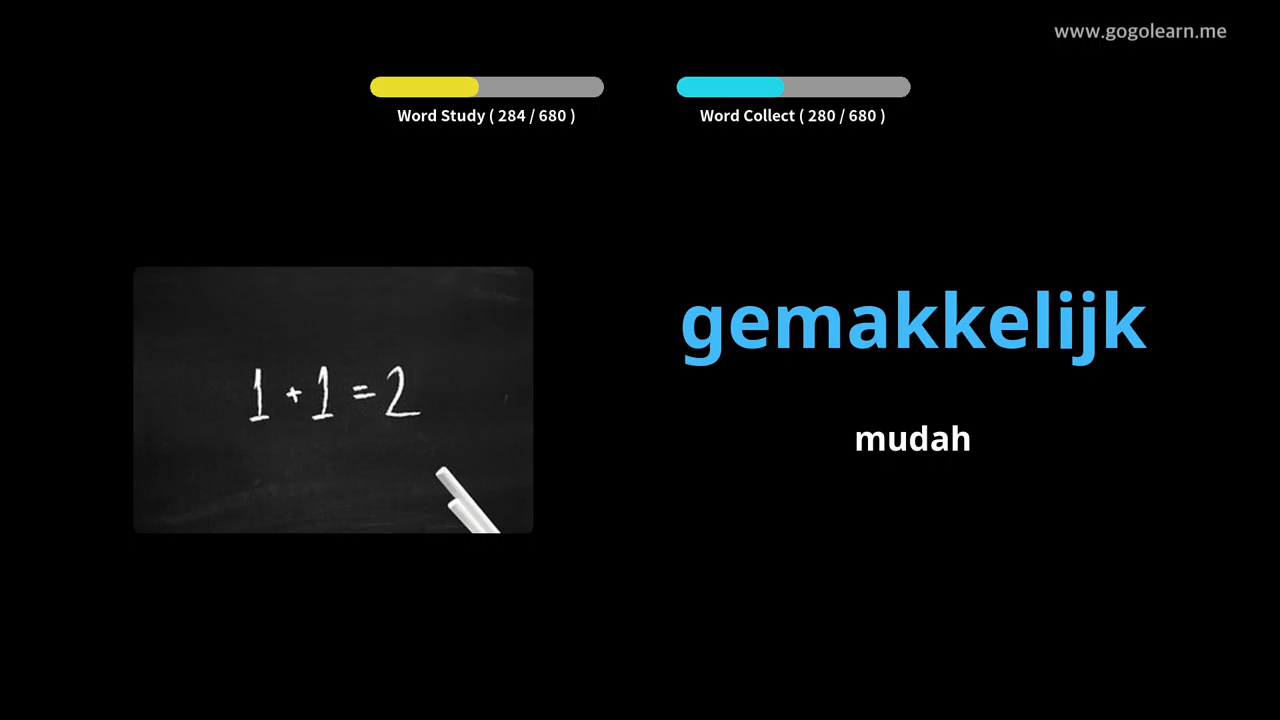 www.gogolearn.me
Word Study ( 284 / 680 )
Word Collect ( 280 / 680 )
1 + 1 = 2
gemakkelijk
mudah